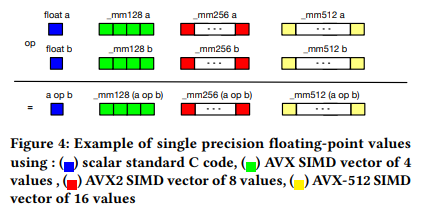 float a _mm128 a _mm256 a _mm512 a
op ... ...
float b _mm128 b _mm256 b _mm512 b
... ...
a op b _mm128 (a op b) _mm256 (a op b) _mm512 (a op b)
= ... ...
Figure 4: Example of single precision floating-point values
using : ( ) scalar standard C code, ( ) AVX SIMD vector of 4
values , ( ) AVX2 SIMD vector of 8 values, ( ) AVX-512 SIMD
vector of 16 values